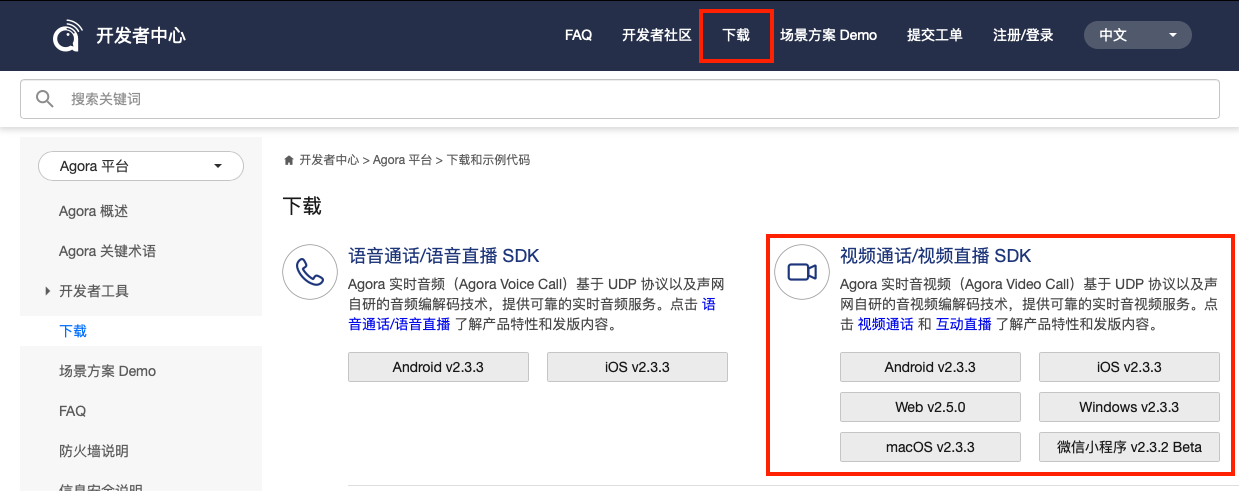 开发者中心
FAQ 开发者社区 下载 场景方案 Demo 提交工单 注册/登录 中文
搜索关键词
Agora 平台
Agora 概述
Agora 关键术语
开发者工具
下载
场景方案 Demo
FAQ
防火墙说明
信息安全说明
开发者中心 > Agora 平台 > 下载和示例代码
下载
语音通话/语音直播 SDK
Agora 实时音频（Agora Voice Call）基于 UDP 协议以及声网
自研的音频编解码技术，提供可靠的实时音频服务。点击 语
音通话/语音直播 了解产品特性和发版内容。
Android v2.3.3
iOS v2.3.3
视频通话/视频直播 SDK
Agora 实时音视频（Agora Video Call）基于 UDP 协议以及声
网自研的音视频编解码技术，提供可靠的实时音视频服务。点
击 视频通话 和 互动直播 了解产品特性和发版内容。
Android v2.3.3
iOS v2.3.3
Web v2.5.0
Windows v2.3.3
macOS v2.3.3
微信小程序 v2.3.2 Beta